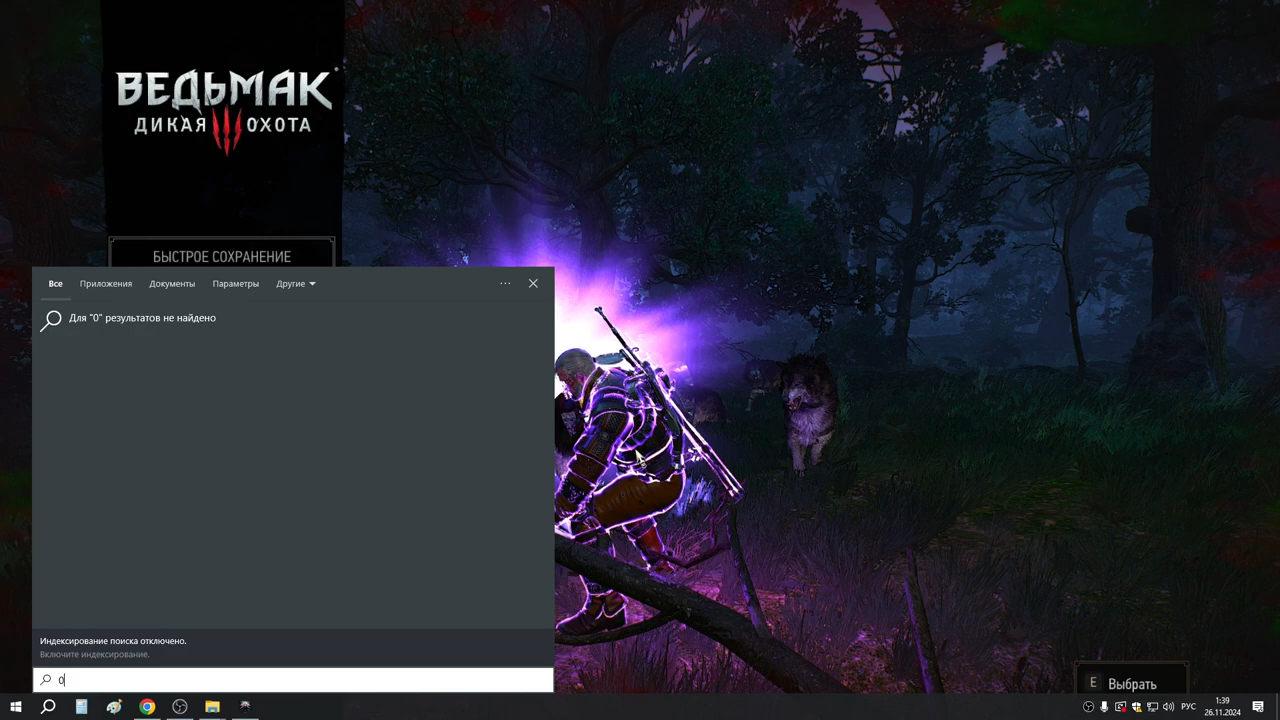 ВЕДЬМАК
ДИКАЯ III ОХОТА
БЫСТРОЕ СОХРАНЕНИЕ
Все Приложения Документы Параметры Другие
Для "0" результатов не найдено
Индексирование поиска отключено.
Включите индексирование.
0
E Выбрать
РУС
1:39
26.11.2024